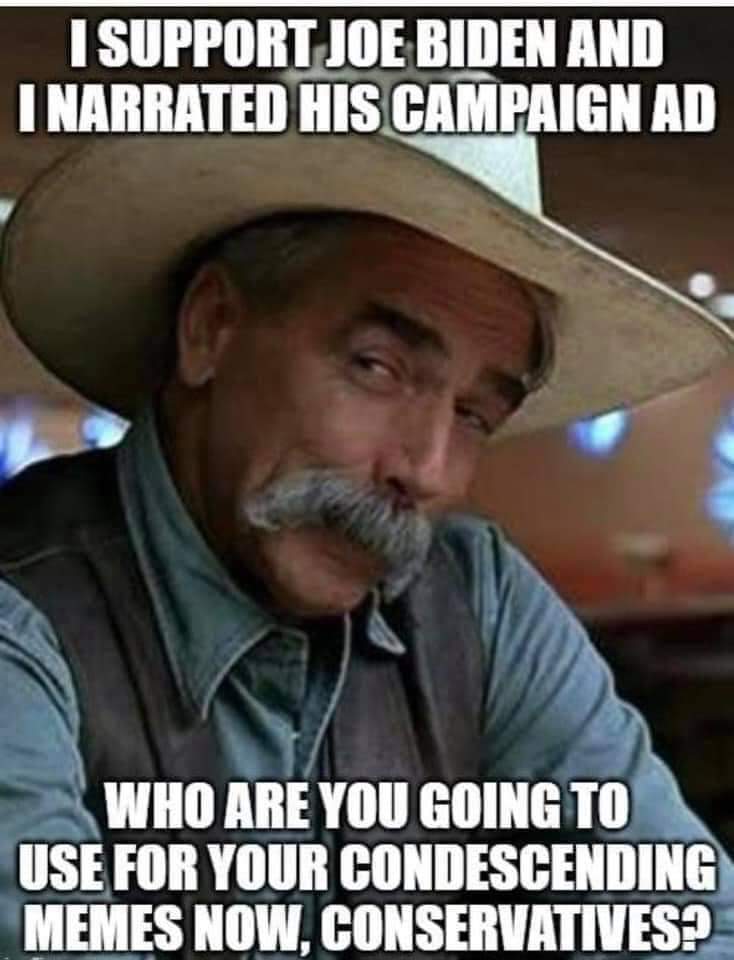 I SUPPORT JOE BIDEN AND
I NARRATED HIS CAMPAIGN AD
WHO ARE YOU GOING TO
USE FOR YOUR CONDESCENDING
MEMES NOW, CONSERVATIVES?